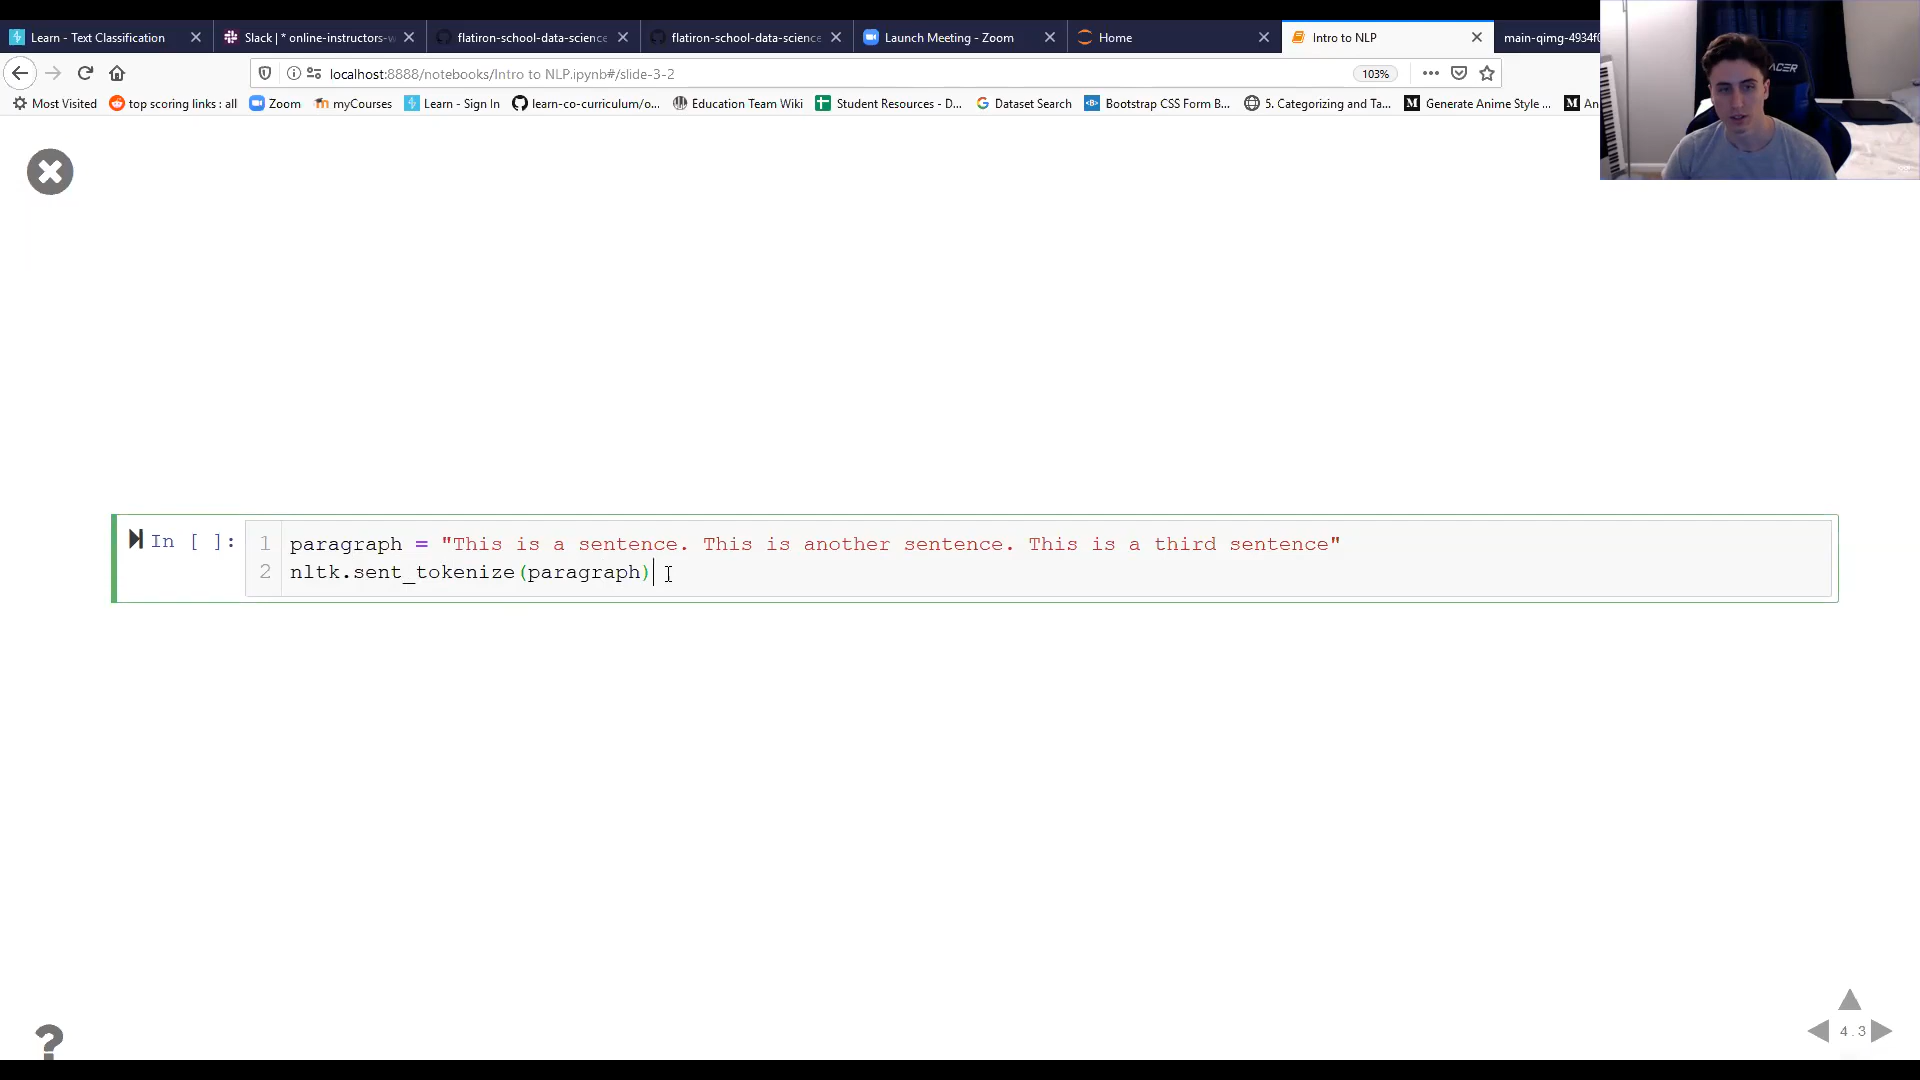 Learn - Text Classification
Slack | * online-instructors-w
flatiron-school-data-science
flatiron-school-data-science
Launch Meeting - Zoom
Home
Intro to NLP
main-qimg-4934f0
localhost:8888/notebooks/Intro to NLP.ipynb#/slide-3-2
103%
Most Visited
top scoring links : all
Zoom
myCourses
Learn - Sign In
learn-co-curriculum/o...
Education Team Wiki
Student Resources - D...
Dataset Search
Bootstrap CSS Form B...
5. Categorizing and Ta...
Generate Anime Style ...
An
ACER
In [ ]:
1 paragraph = "This is a sentence. This is another sentence. This is a third sentence"
2 nltk.sent_tokenize(paragraph)
?
4.3